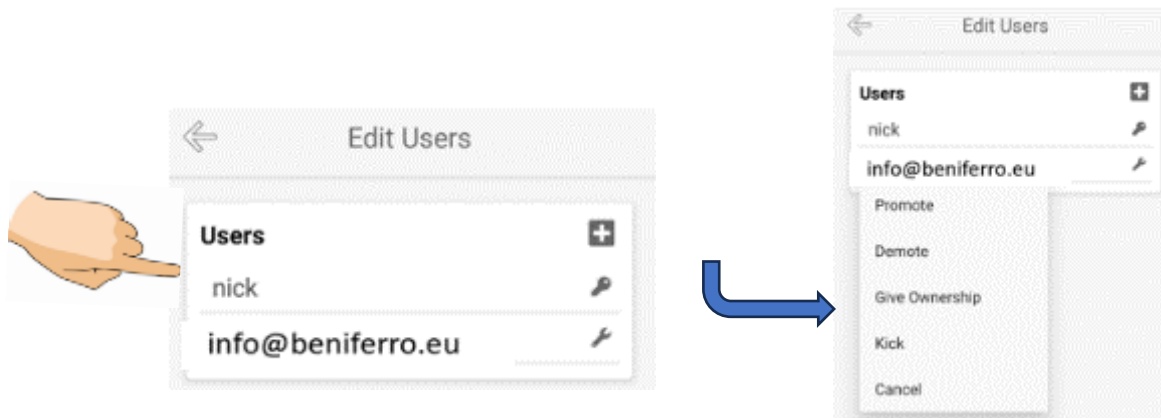 Edit Users
Users
nick
info@beniferro.eu
Edit Users
Users
nick
info@beniferro.eu
Promote
Demote
Give Ownership
Kick
Cancel